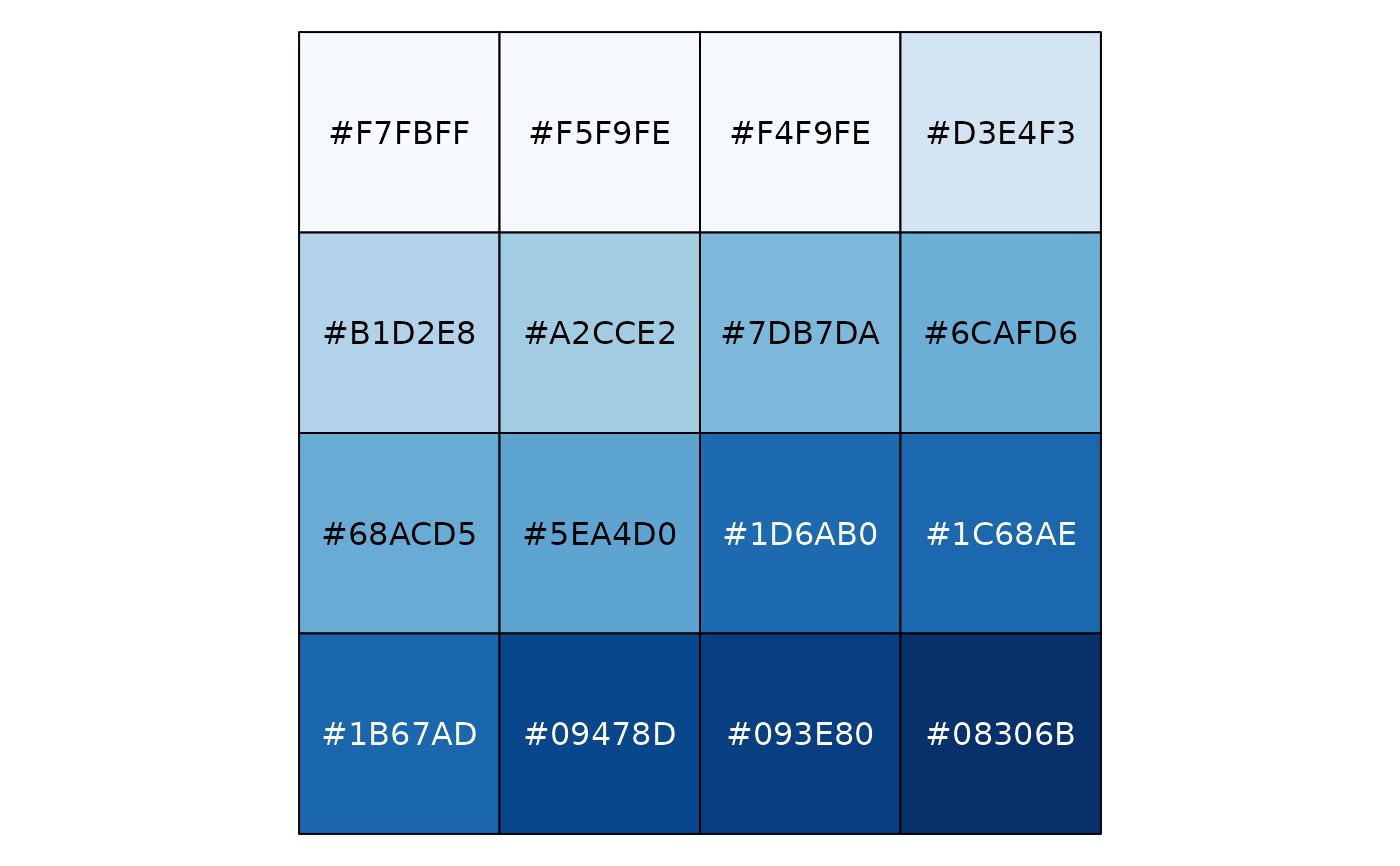 #F7FBFF #F5F9FE #F4F9FE #D3E4F3
#B1D2E8 #A2CCE2 #7DB7DA #6CAFD6
#68ACD5 #5EA4D0 #1D6AB0 #1C68AE
#1B67AD #09478D #093E80 #08306B